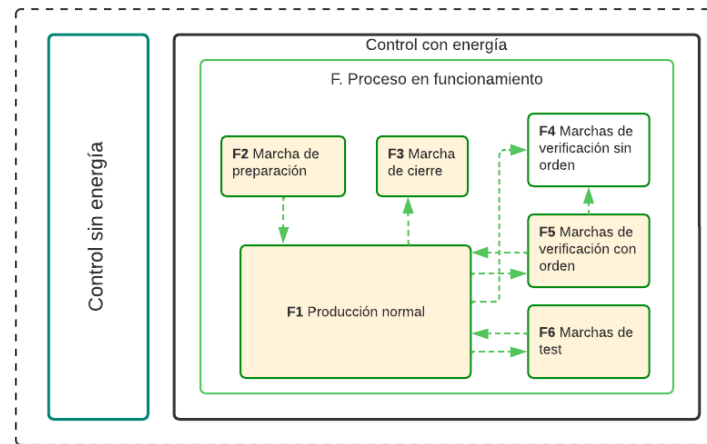 Control sin energía
Control con energía
F. Proceso en funcionamiento
F2 Marcha de
preparación
F3 Marcha
de cierre
F4 Marchas de
verificación sin
orden
F5 Marchas de
verificación con
orden
F1 Producción normal
F6 Marchas de
test